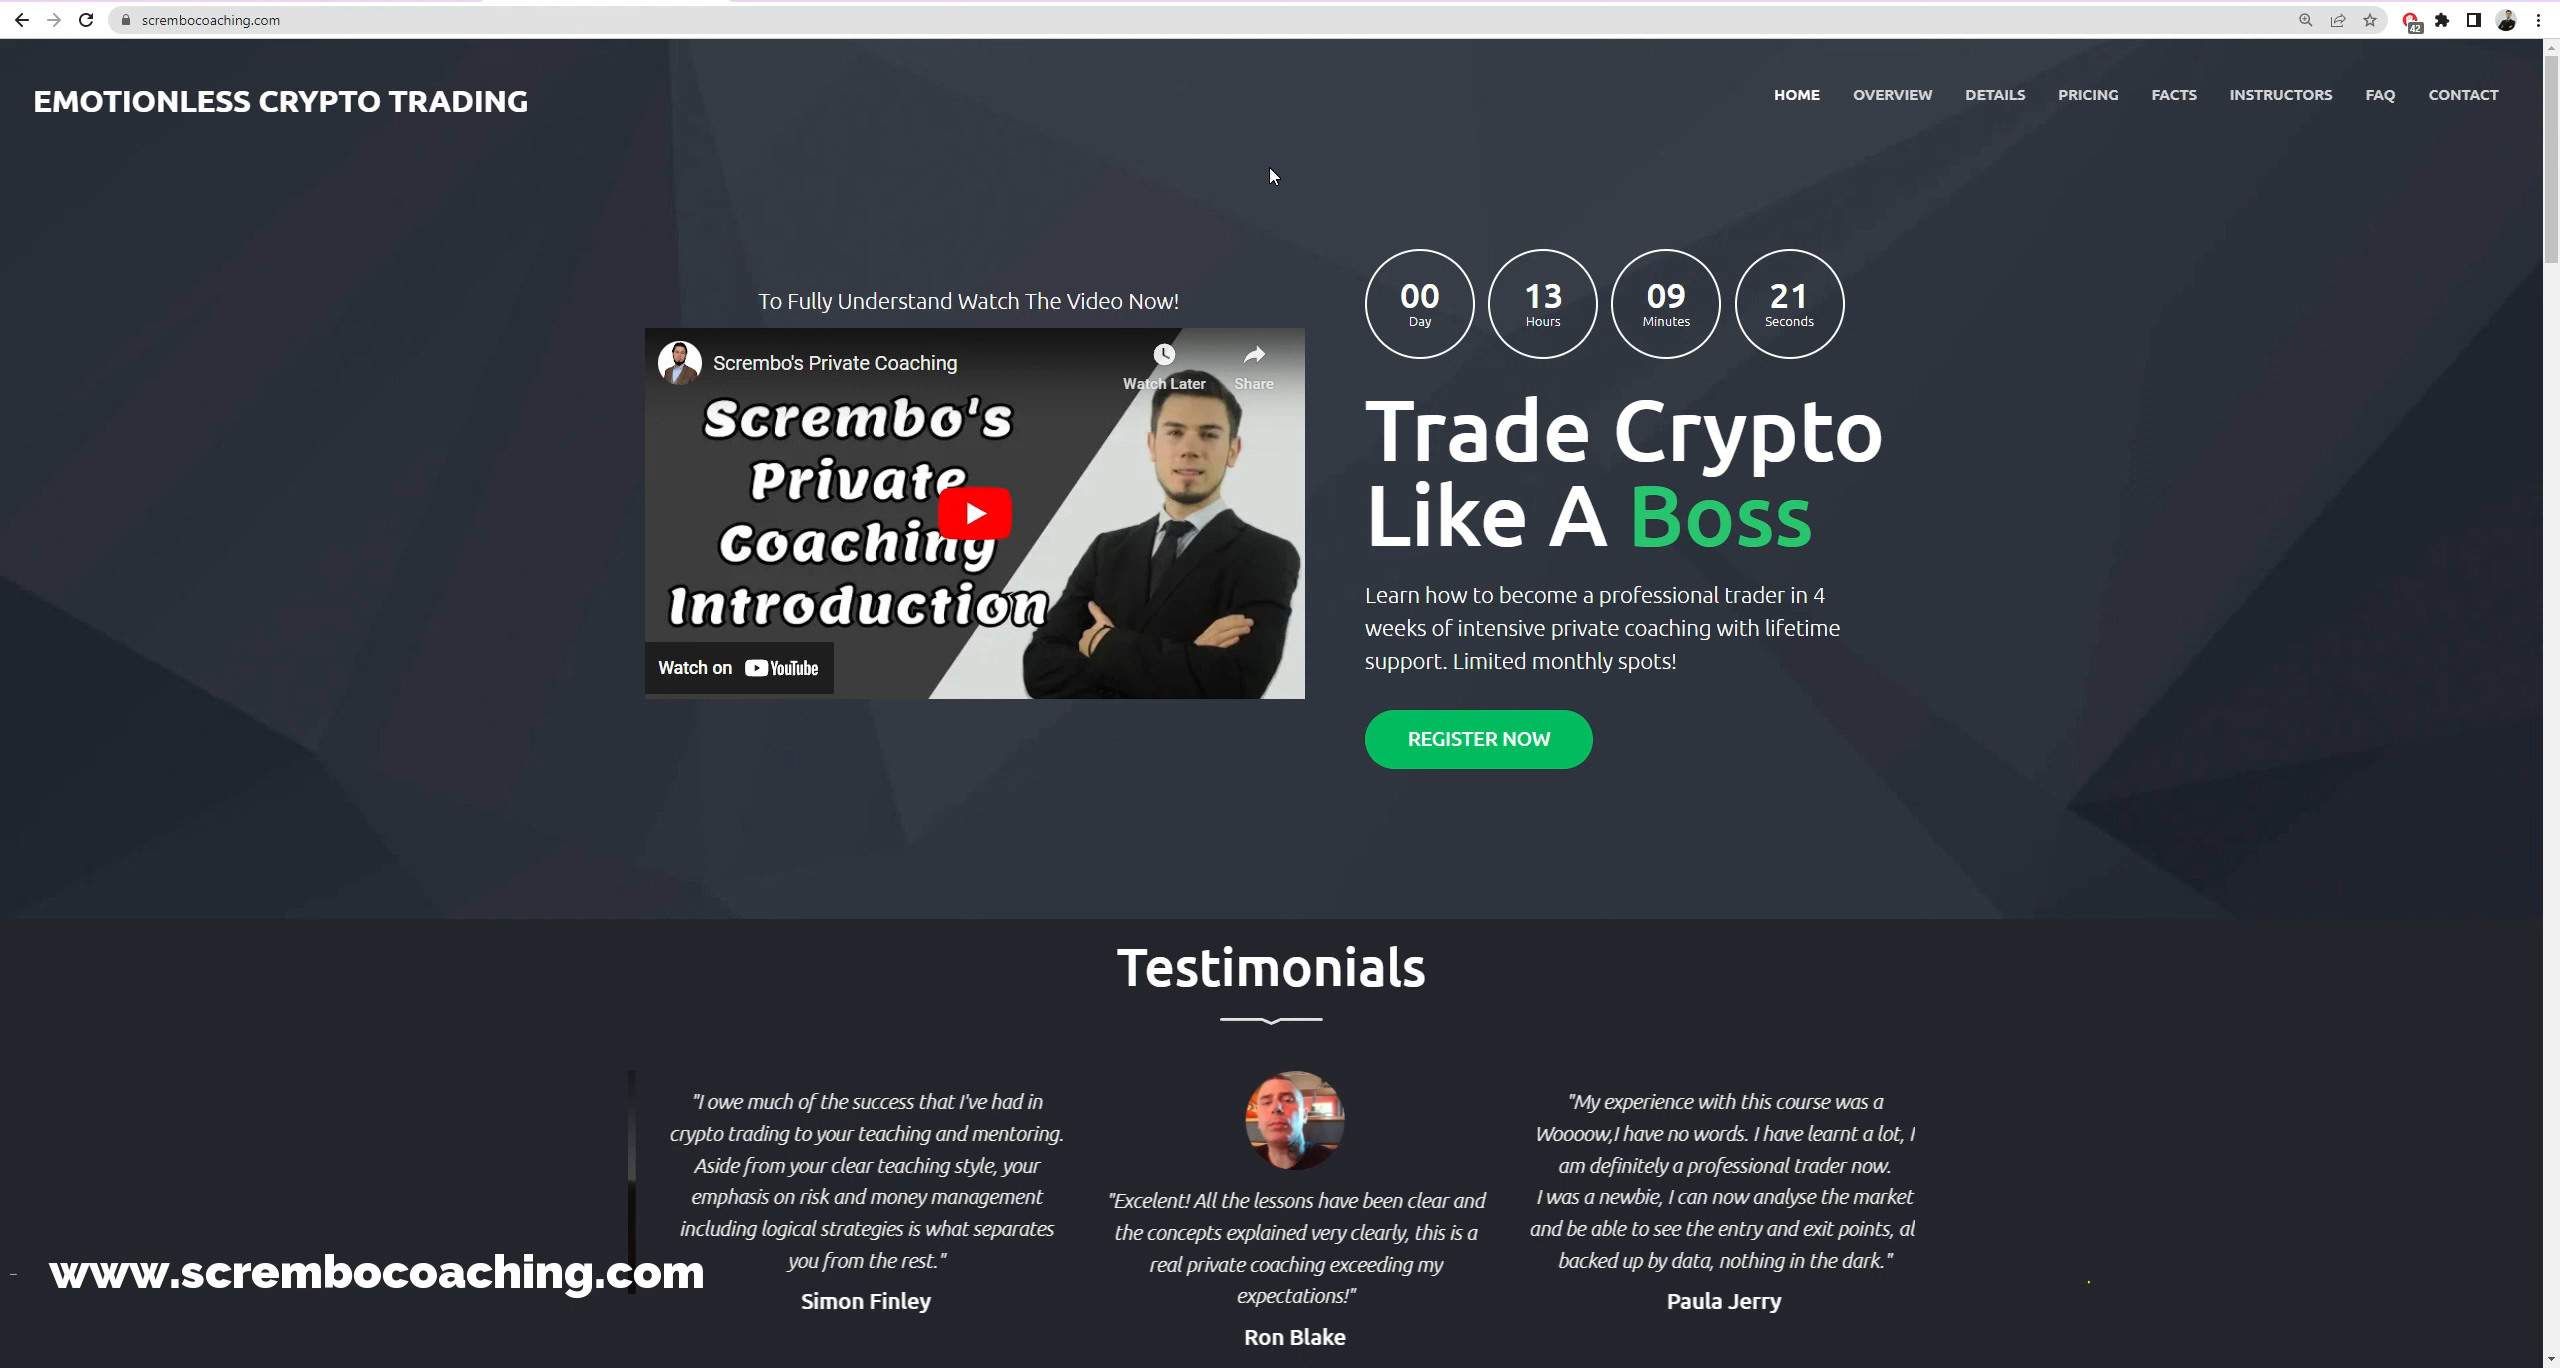 scrembocoaching.com
42
EMOTIONLESS CRYPTO TRADING
HOME OVERVIEW DETAILS PRICING FACTS INSTRUCTORS FAQ CONTACT
To Fully Understand Watch The Video Now!
Scrembo's Private Coaching
Watch Later Share
Scrembo's
Private
Coaching
Introduction
Watch on YouTube
00 13 09 21
Day Hours Minutes Seconds
Trade Crypto
Like A Boss
Learn how to become a professional trader in 4
weeks of intensive private coaching with lifetime
support. Limited monthly spots!
REGISTER NOW
Testimonials
"I owe much of the success that I've had in
crypto trading to your teaching and mentoring.
Aside from your clear teaching style, your
emphasis on risk and money management
including logical strategies is what separates
you from the rest."
Simon Finley
"Excelent! All the lessons have been clear and
the concepts explained very clearly, this is a
real private coaching exceeding my
expectations!"
Ron Blake
"My experience with this course was a
Woooow,I have no words. I have learnt a lot, I
am definitely a professional trader now.
I was a newbie, I can now analyse the market
and be able to see the entry and exit points, al
backed up by data, nothing in the dark."
Paula Jerry
www.scrembocoaching.com